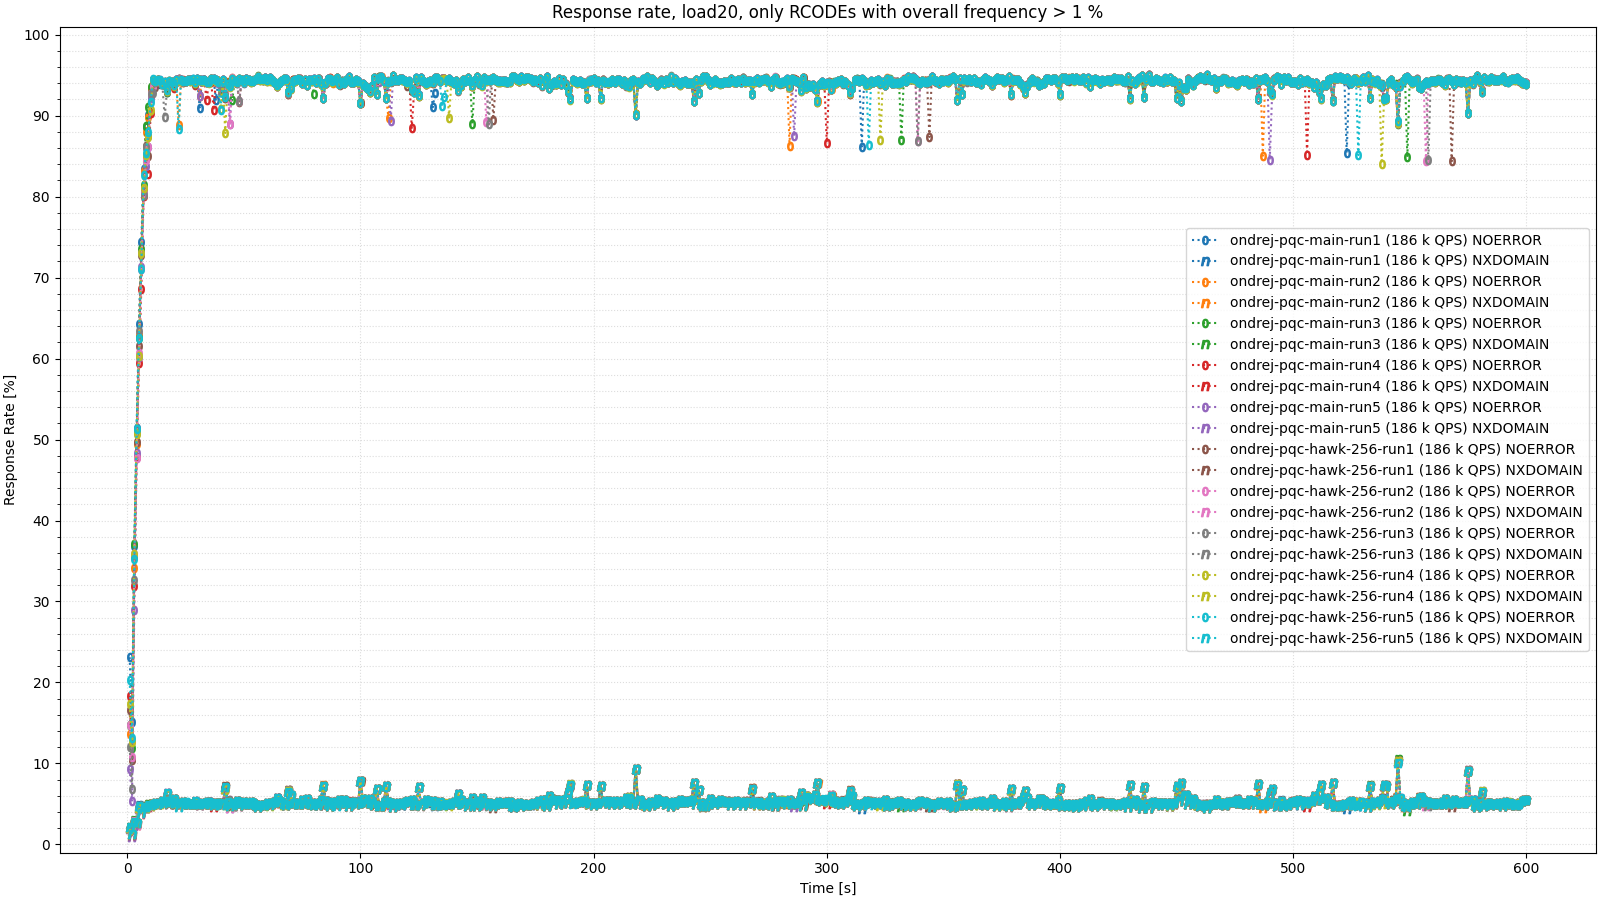 Response rate, load20, only RCODEs with overall frequency > 1 %
100
90
80
70
60
50
40
30
20
10
0
Response Rate [%]
ondrej-pqc-main-run1 (186 k QPS) NOERROR
ondrej-pqc-main-run1 (186 k QPS) NXDOMAIN
ondrej-pqc-main-run2 (186 k QPS) NOERROR
ondrej-pqc-main-run2 (186 k QPS) NXDOMAIN
ondrej-pqc-main-run3 (186 k QPS) NOERROR
ondrej-pqc-main-run3 (186 k QPS) NXDOMAIN
ondrej-pqc-main-run4 (186 k QPS) NOERROR
ondrej-pqc-main-run4 (186 k QPS) NXDOMAIN
ondrej-pqc-main-run5 (186 k QPS) NOERROR
ondrej-pqc-main-run5 (186 k QPS) NXDOMAIN
ondrej-pqc-hawk-256-run1 (186 k QPS) NOERROR
ondrej-pqc-hawk-256-run1 (186 k QPS) NXDOMAIN
ondrej-pqc-hawk-256-run2 (186 k QPS) NOERROR
ondrej-pqc-hawk-256-run2 (186 k QPS) NXDOMAIN
ondrej-pqc-hawk-256-run3 (186 k QPS) NOERROR
ondrej-pqc-hawk-256-run3 (186 k QPS) NXDOMAIN
ondrej-pqc-hawk-256-run4 (186 k QPS) NOERROR
ondrej-pqc-hawk-256-run4 (186 k QPS) NXDOMAIN
ondrej-pqc-hawk-256-run5 (186 k QPS) NOERROR
ondrej-pqc-hawk-256-run5 (186 k QPS) NXDOMAIN
0 100 200 300 400 500 600
Time [s]